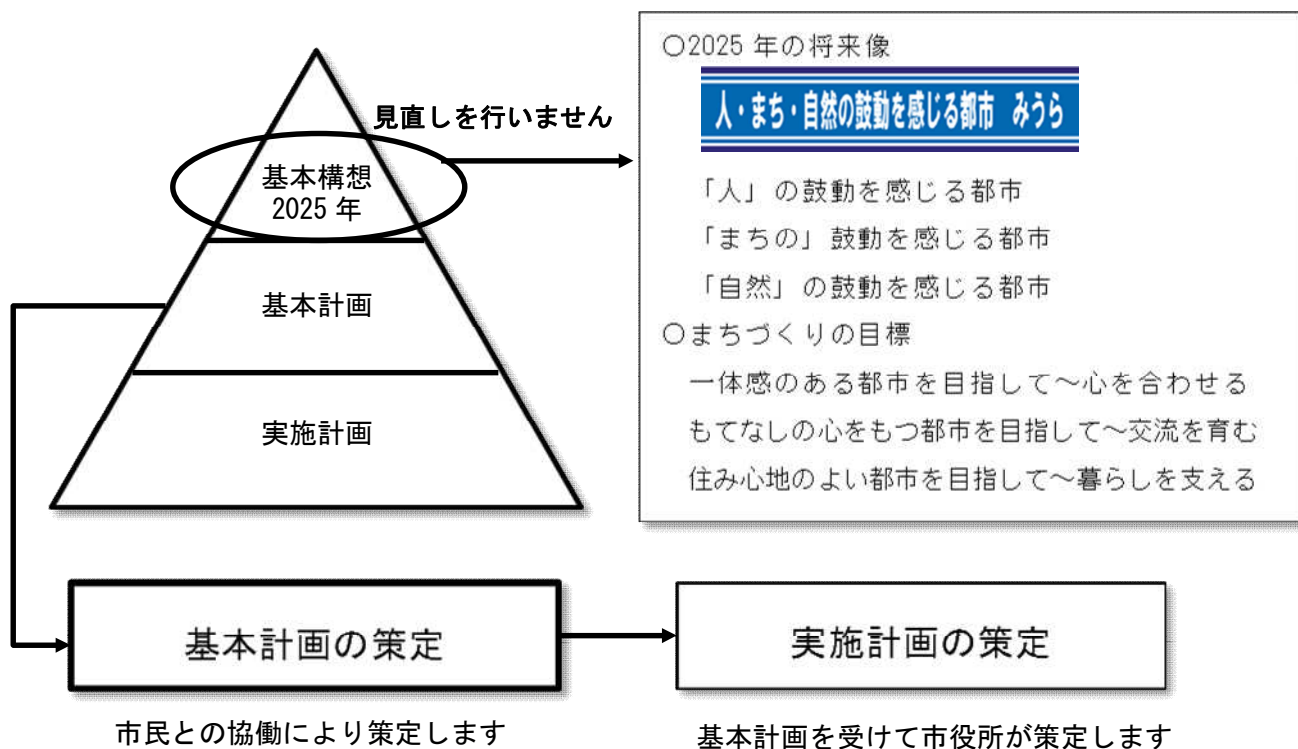 見直しを行いません
基本構想
2025 年
基本計画
実施計画
〇2025 年の将来像
人・まち・自然の鼓動を感じる都市　みうら
「人」の鼓動を感じる都市
「まちの」鼓動を感じる都市
「自然」の鼓動を感じる都市
〇まちづくりの目標
一体感のある都市を目指して～心を合わせる
もてなしの心をもつ都市を目指して～交流を育む
住み心地のよい都市を目指して～暮らしを支える
基本計画の策定
実施計画の策定
市民との協働により策定します
基本計画を受けて市役所が策定します